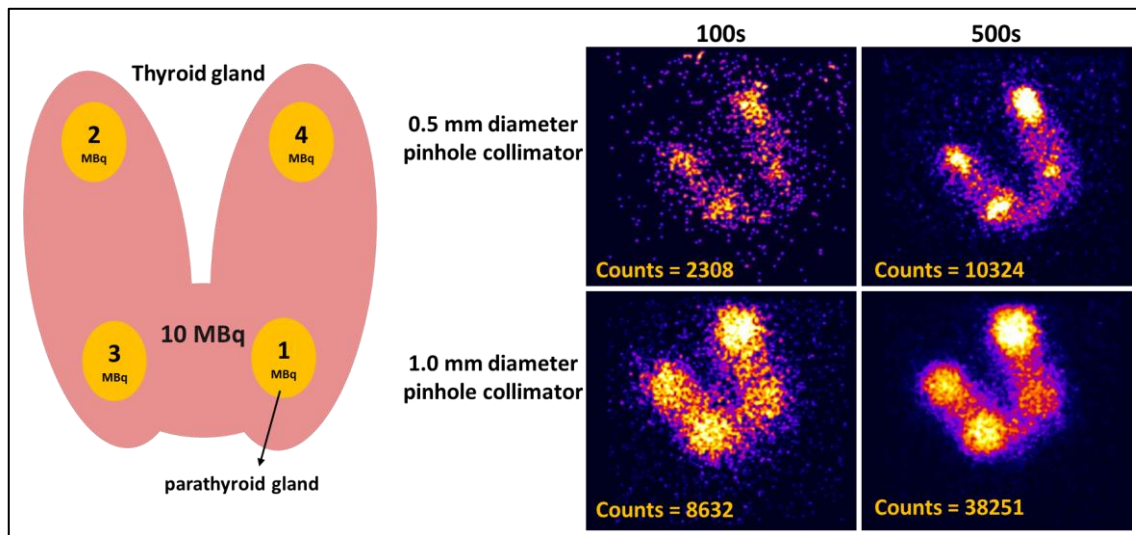 Thyroid gland
2
MBq
4
MBq
3
MBq
10 MBq
1
MBq
parathyroid gland
100s
500s
0.5 mm diameter
pinhole collimator
Counts = 2308
Counts = 10324
1.0 mm diameter
pinhole collimator
Counts = 8632
Counts = 38251